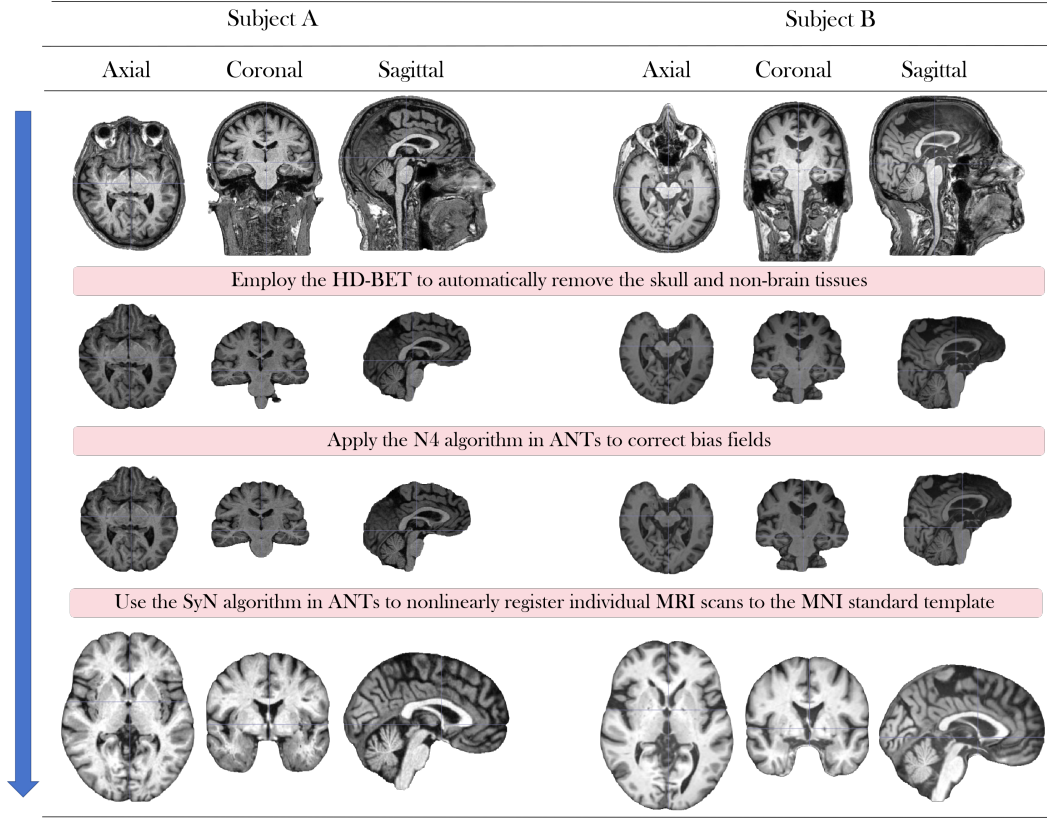 Subject A Subject B
Axial Coronal Sagittal Axial Coronal Sagittal
Employ the HD-BET to automatically remove the skull and non-brain tissues
Apply the N4 algorithm in ANTs to correct bias fields
Use the SyN algorithm in ANTs to nonlinearly register individual MRI scans to the MNI standard template